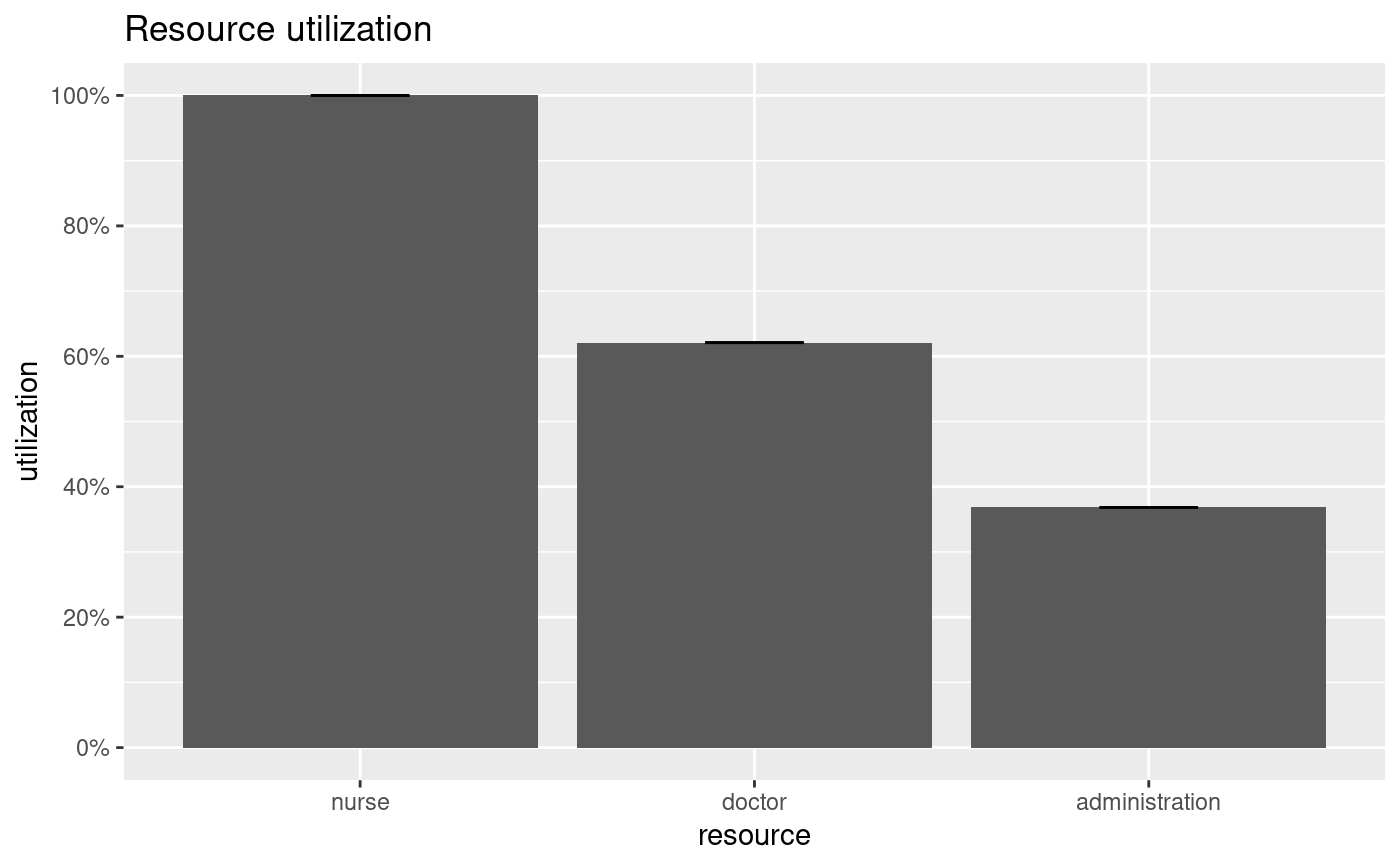 Resource utilization
100%
80%
60%
40%
20%
0%
utilization
nurse
doctor
administration
resource